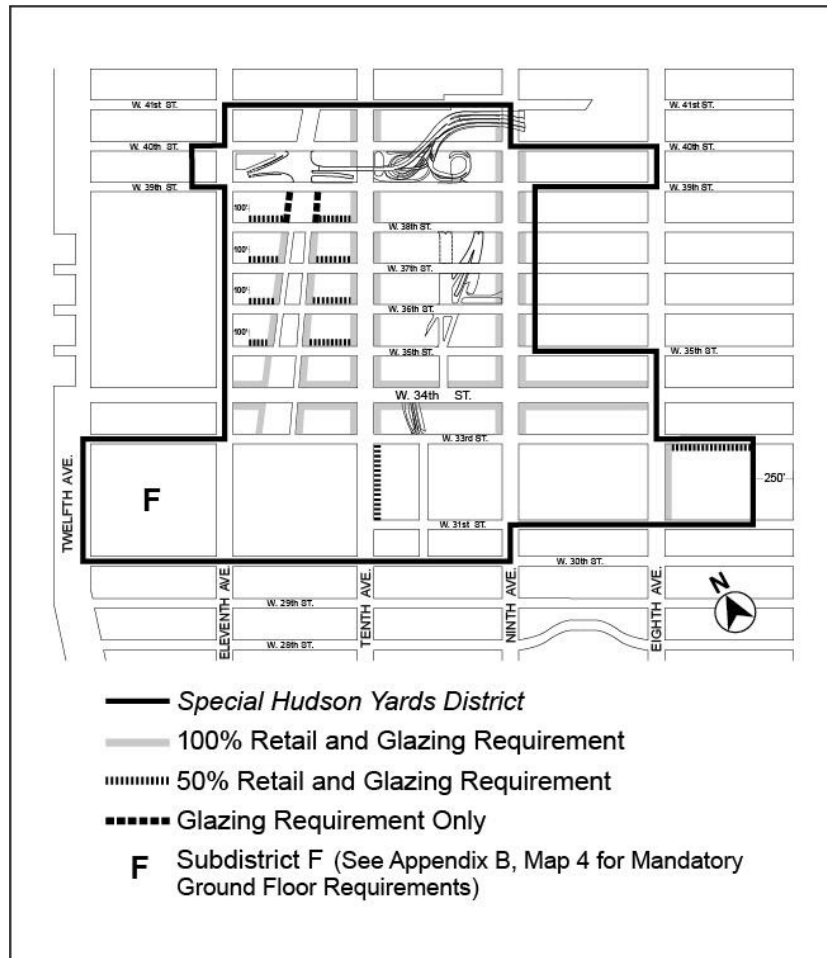 W. 41st ST.
W. 41st ST.
W. 40th ST.
W. 40th ST.
W. 39th ST.
W. 39th ST.
100'
W. 38th ST.
100'
W. 37th ST.
100'
W. 36th ST.
100'
W. 35th ST.
W. 35th ST.
W. 34th ST.
W. 33rd ST.
TWELFTH AVE.
F
250'
W. 31st ST.
W. 30th ST.
ELEVENTH AVE.
TENTH AVE.
NINTH AVE.
EIGHTH AVE.
N
W. 29th ST.
W. 28th ST.
Special Hudson Yards District
100% Retail and Glazing Requirement
50% Retail and Glazing Requirement
Glazing Requirement Only
F Subdistrict F (See Appendix B, Map 4 for Mandatory
Ground Floor Requirements)